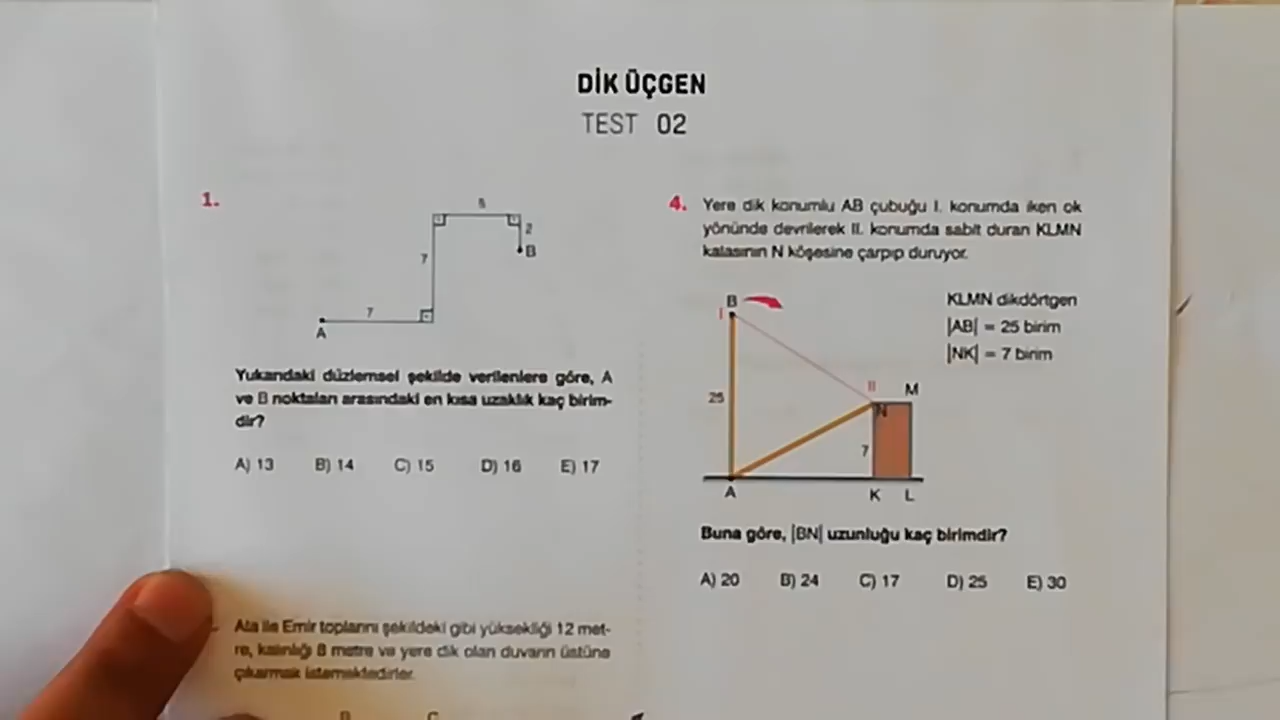 DİK ÜÇGEN
TEST 02
1.
5
2
B
7
7
A
Yukarıdaki düzlemsel şekilde verilenlere göre, A
ve B noktaları arasındaki en kısa uzaklık kaç birim-
dir?
A) 13 B) 14 C) 15 D) 16 E) 17
Ata ile Emir toplarını şekildeki gibi yüksekliği 12 met-
re, kalınlığı 8 metre ve yere dik olan duvarın üstüne
çıkarmak istemektedirler.
B C
4. Yere dik konumlu AB çubuğu I. konumda iken ok
yönünde devrilerek II. konumda sabit duran KLMN
kalasının N köşesine çarpıp duruyor.
B
I
KLMN dikdörtgen
|AB| = 25 birim
|NK| = 7 birim
II M
N
25
7
A K L
Buna göre, |BN| uzunluğu kaç birimdir?
A) 20 B) 24 C) 17 D) 25 E) 30